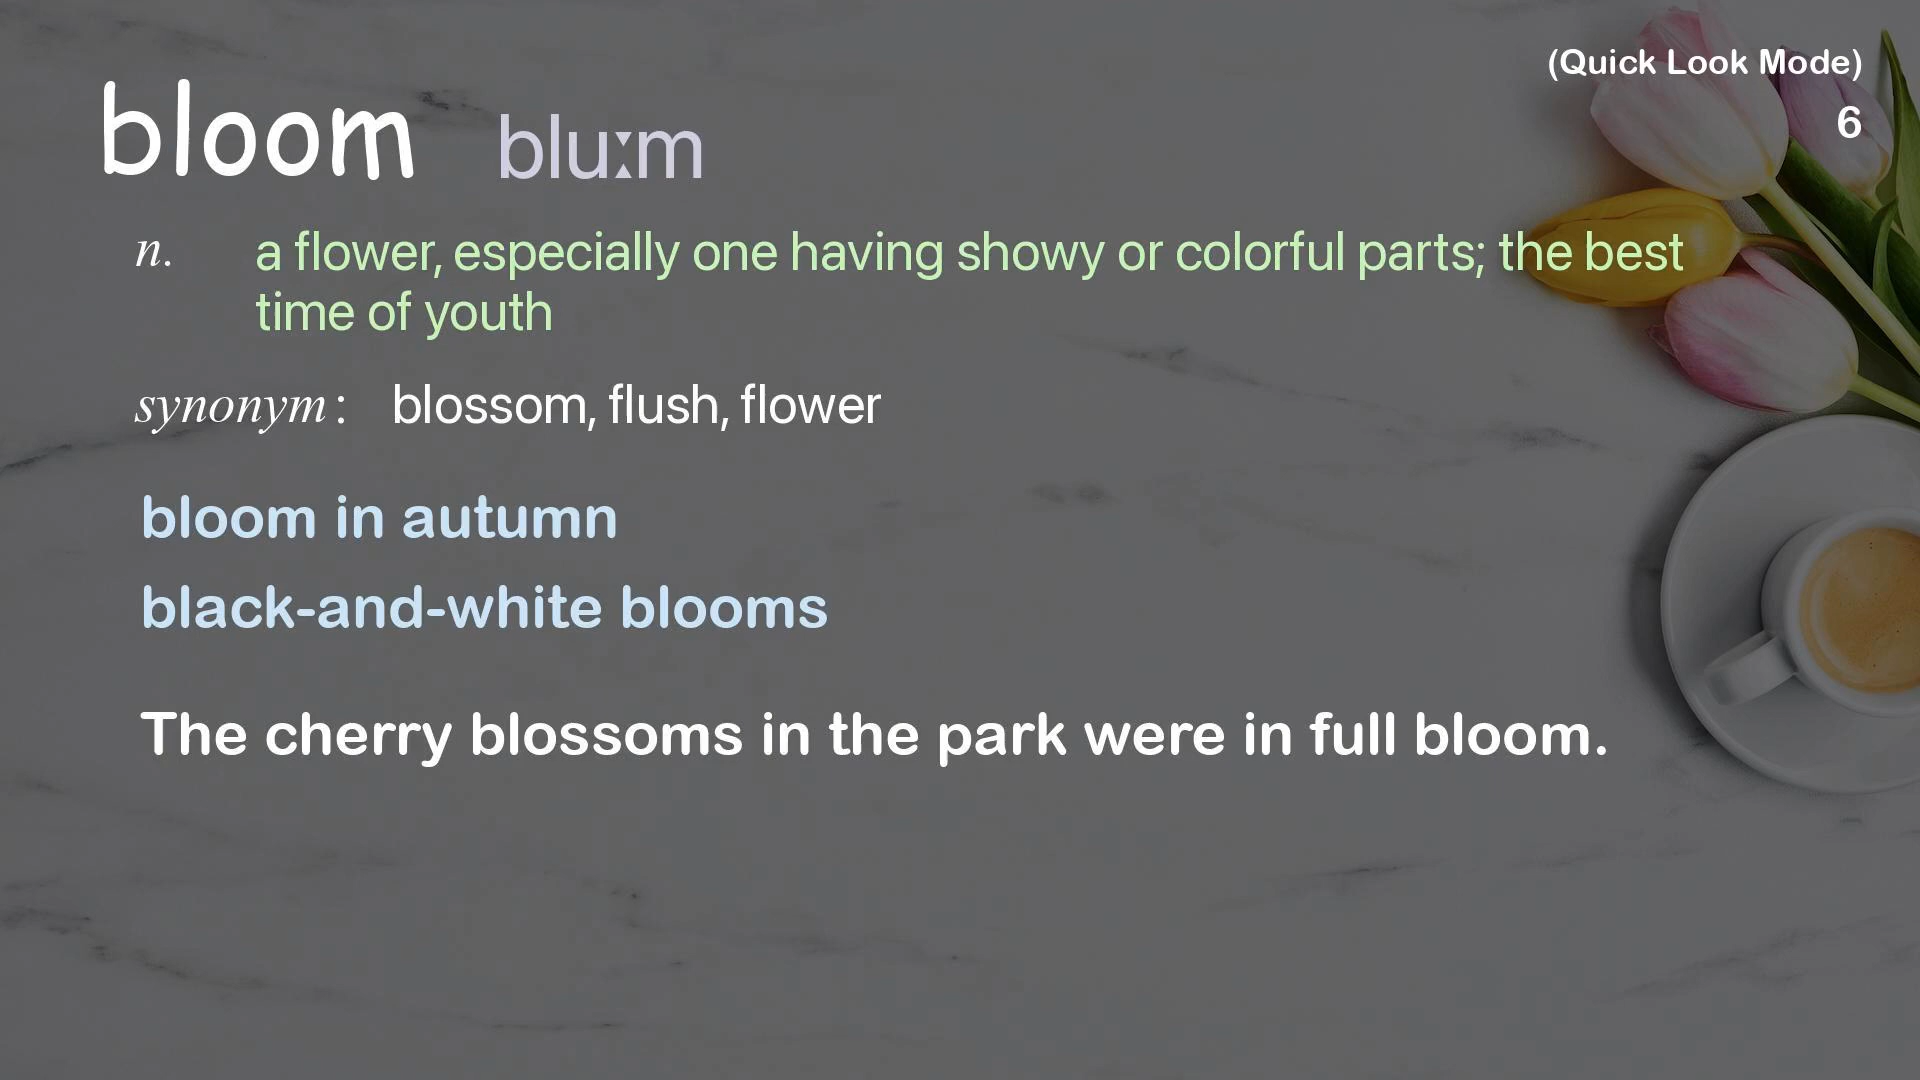 (Quick Look Mode)
6
bloom bluːm
n. a flower, especially one having showy or colorful parts; the best
time of youth
synonym: blossom, flush, flower
bloom in autumn
black-and-white blooms
The cherry blossoms in the park were in full bloom.